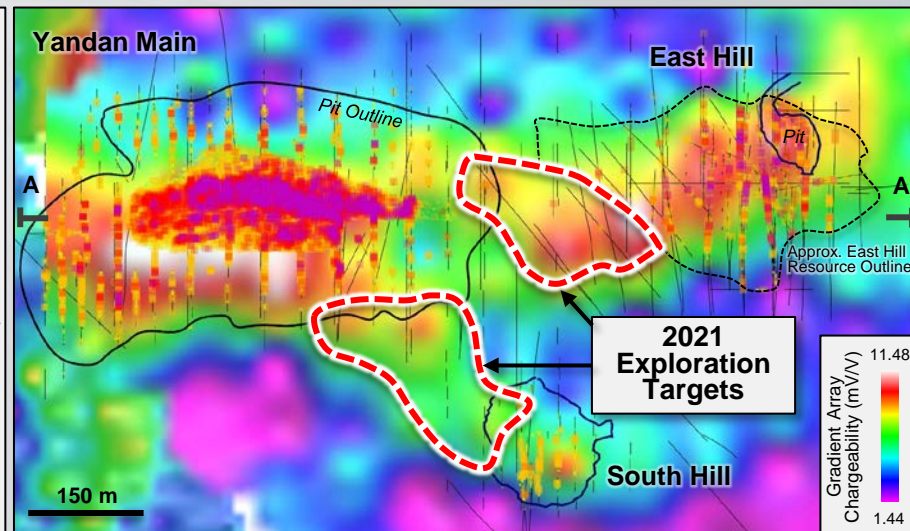 Yandan Main
East Hill
Pit Outline
Pit
A
A
Approx. East Hill
Resource Outline
2021
Exploration
Targets
South Hill
150 m
11.48
Gradient Array
Chargeability (mV/V)
1.44